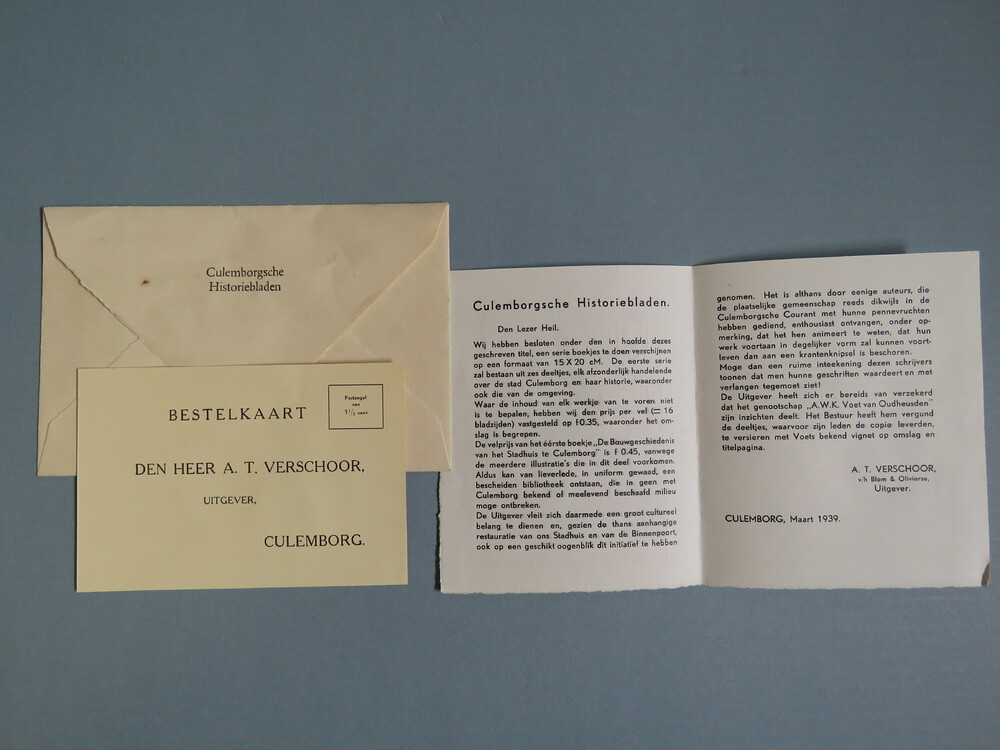 Culemborgsche
Historiebladen
BESTELKAART
Postzegel
van
1½ cent
DEN HEER A. T. VERSCHOOR,
UITGEVER,
CULEMBORG.
Culemborgsche Historiebladen.
Den Lezer Heil.
Wij hebben besloten onder den in hoofde dezes
geschreven titel, een serie boekjes te doen verschijnen
op een formaat van 15 X 20 cM. De eerste serie
zal bestaan uit zes deeltjes, elk afzonderlijk handelende
over de stad Culemborg en haar historie, waaronder
ook die van de omgeving.
Waar de inhoud van elk werkje van te voren niet
is te bepalen, hebben wij den prijs per vel (= 16
bladzijden) vastgesteld op f 0.35, waaronder het om-
slag is begrepen.
De velprijs van het éérste boekje „De Bouwgeschiedenis
van het Stadhuis te Culemborg" is f 0.45, vanwege
de meerdere illustratie's die in dit deel voorkomen.
Aldus kan van lieverlede, in uniform gewaad, een
bescheiden bibliotheek ontstaan, die in geen met
Culemborg bekend of meelevend beschaafd milieu
moge ontbreken.
De Uitgever vleit zich daarmede een groot cultureel
belang te dienen en, gezien de thans aanhangige
restauratie van ons Stadhuis en van de Binnenpoort,
ook op een geschikt oogenblik dit initiatief te hebben
genomen. Het is althans door eenige auteurs, die
de plaatselijke gemeenschap reeds dikwijls in de
Culemborgsche Courant met hunne pennevruchten
hebben gediend, enthousiast ontvangen, onder op-
merking, dat het hen animeert te weten, dat hun
werk voortaan in degelijker vorm zal kunnen voort-
leven dan aan een krantenknipsel is beschoren.
Moge dan een ruime inteekening dezen schrijvers
toonen dat men hunne geschriften waardeert en met
verlangen tegemoet ziet!
De Uitgever heeft zich er bereids van verzekerd
dat het genootschap „A.W.K. Voet van Oudheusden"
zijn inzichten deelt. Het Bestuur heeft hem vergund
de deeltjes, waarvoor zijn leden de copie leverden,
te versieren met Voets bekend vignet op omslag en
titelpagina.
A. T. VERSCHOOR,
v/h Blom & Olivierse,
Uitgever.
CULEMBORG, Maart 1939.